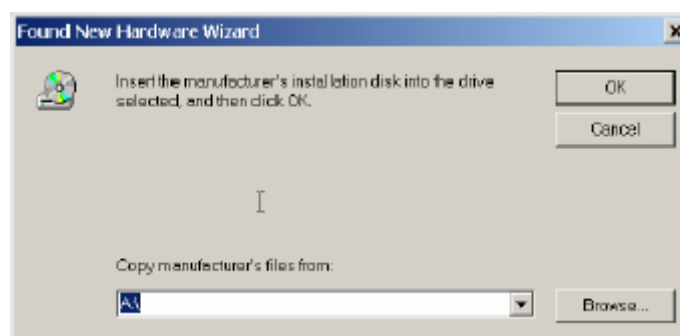 Found New Hardware Wizard
Insert the manufacturer's installation disk into the drive
selected, and then click OK.
OK
Cancel
Copy manufacturer's files from:
A:\
Browse...